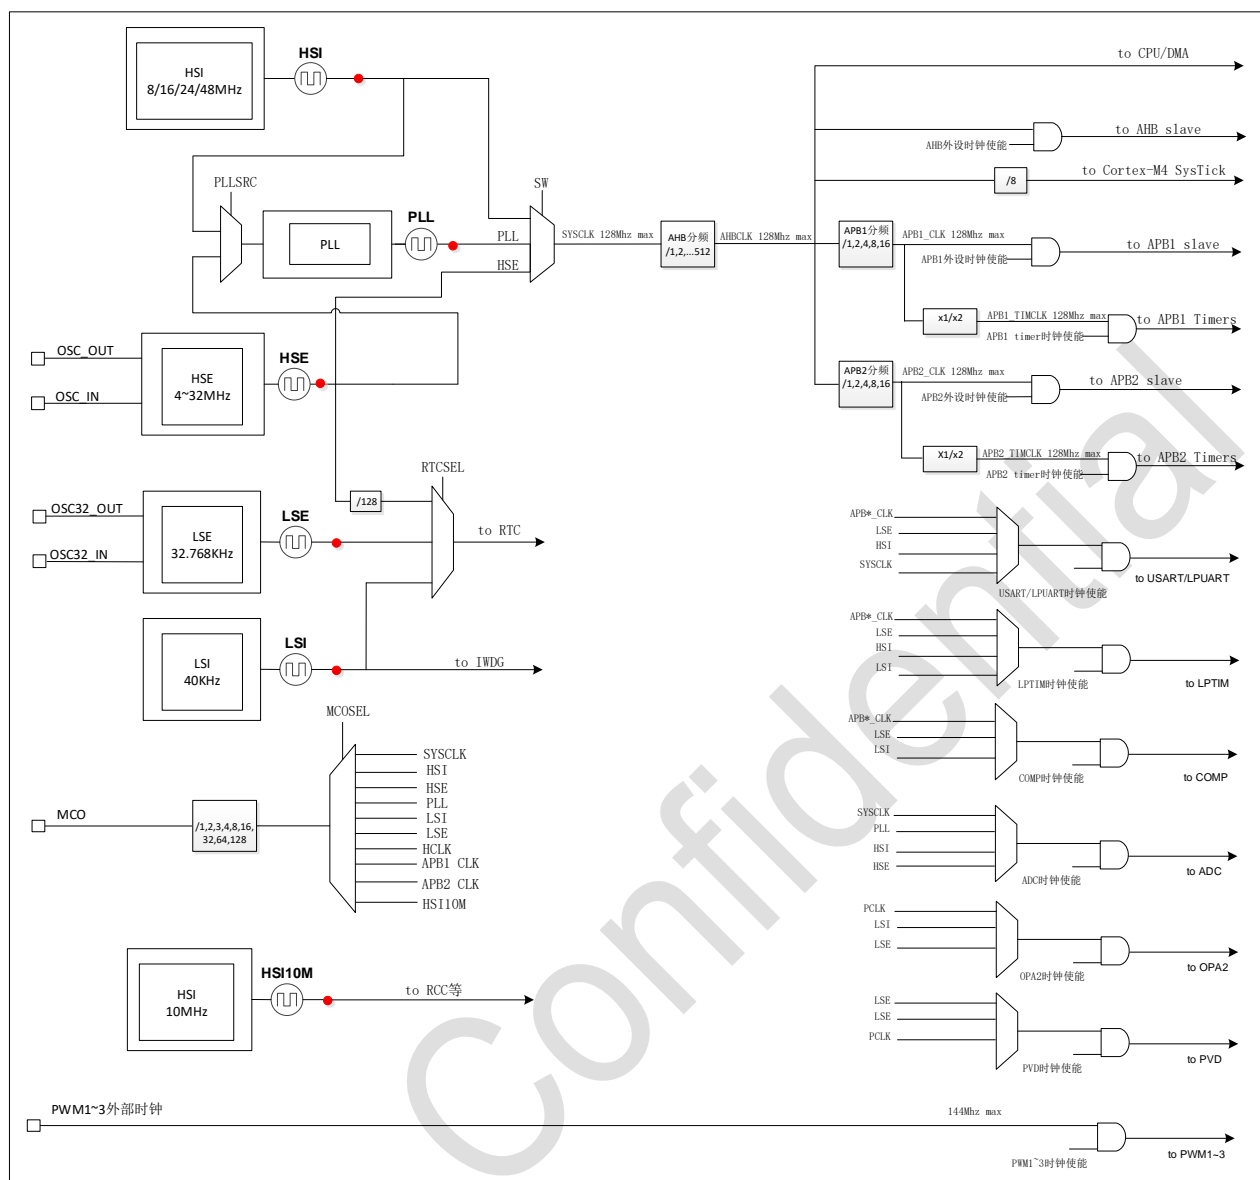 HSI
8/16/24/48MHz
HSI
to CPU/DMA
to AHB slave
AHB外设时钟使能
/8
to Cortex-M4 SysTick
PLLSRC
PLL
PLL
SW
PLL
HSE
SYSCLK 128Mhz max
AHB分频
/1,2,...512
AHBCLK 128Mhz max
APB1分频
/1,2,4,8,16
APB1_CLK 128Mhz max
APB1外设时钟使能
to APB1 slave
x1/x2
APB1_TIMCLK 128Mhz max
APB1 timer时钟使能
to APB1 Timers
OSC_OUT
OSC_IN
HSE
4~32MHz
HSE
APB2分频
/1,2,4,8,16
APB2_CLK 128Mhz max
APB2外设时钟使能
to APB2 slave
X1/x2
APB2_TIMCLK 128Mhz max
APB2 timer时钟使能
to APB2 Timers
RTCSEL
/128
OSC32_OUT
OSC32_IN
LSE
32.768KHz
LSE
to RTC
APB*_CLK
LSE
HSI
SYSCLK
USART/LPUART时钟使能
to USART/LPUART
LSI
40KHz
LSI
to IWDG
APB*_CLK
LSE
HSI
LSI
LPTIM时钟使能
to LPTIM
MCOSEL
SYSCLK
HSI
HSE
PLL
LSI
LSE
HCLK
APB1 CLK
APB2 CLK
HSI10M
MCO
/1,2,3,4,8,16,
32,64,128
APB*_CLK
LSE
LSI
COMP时钟使能
to COMP
SYSCLK
PLL
HSI
HSE
ADC时钟使能
to ADC
PCLK
LSI
LSE
OPA2时钟使能
to OPA2
HSI
10MHz
HSI10M
to RCC等
LSE
LSE
PCLK
PVD时钟使能
to PVD
PWM1~3外部时钟
144Mhz max
PWM1~3时钟使能
to PWM1~3
Confidential